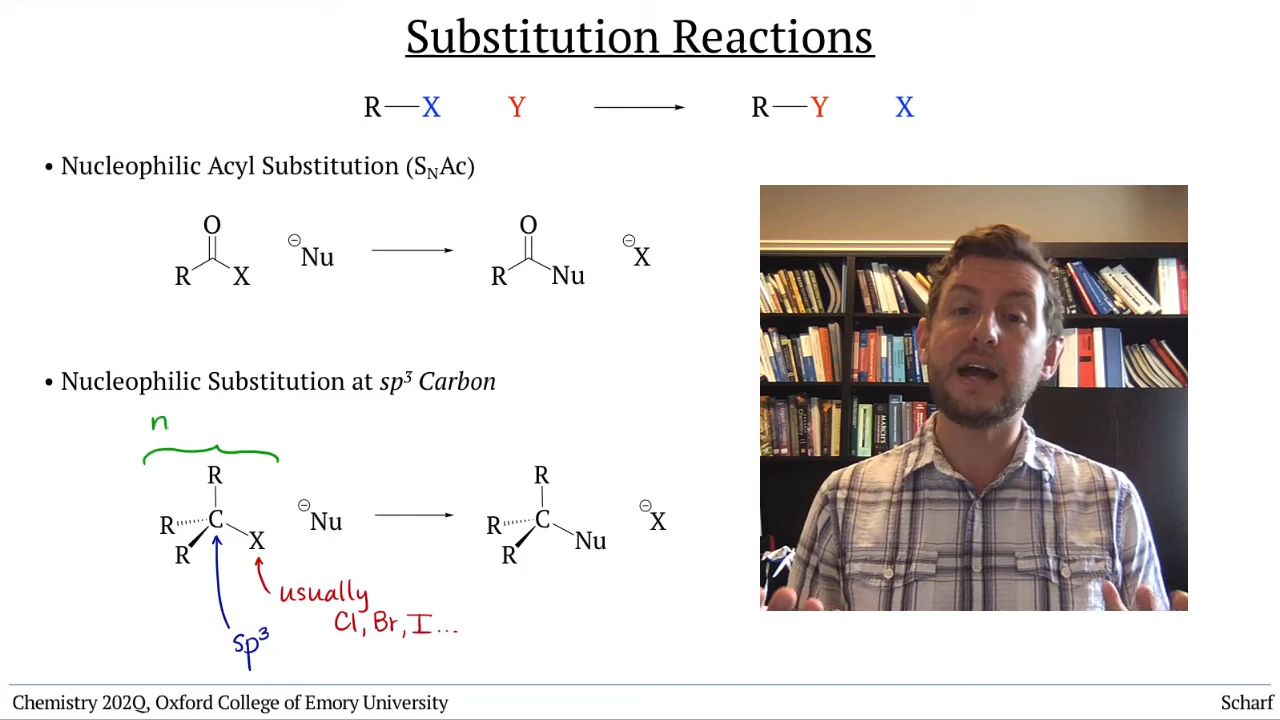 Substitution Reactions
R X Y R Y X
• Nucleophilic Acyl Substitution (SNAc)
O O
R X ⊖Nu R Nu ⊖X
• Nucleophilic Substitution at sp³ Carbon
n
R R
R C ⊖Nu R C ⊖X
R X R Nu
usually
Cl, Br, I...
sp³
MARCH'S
Chemistry 202Q, Oxford College of Emory University Scharf